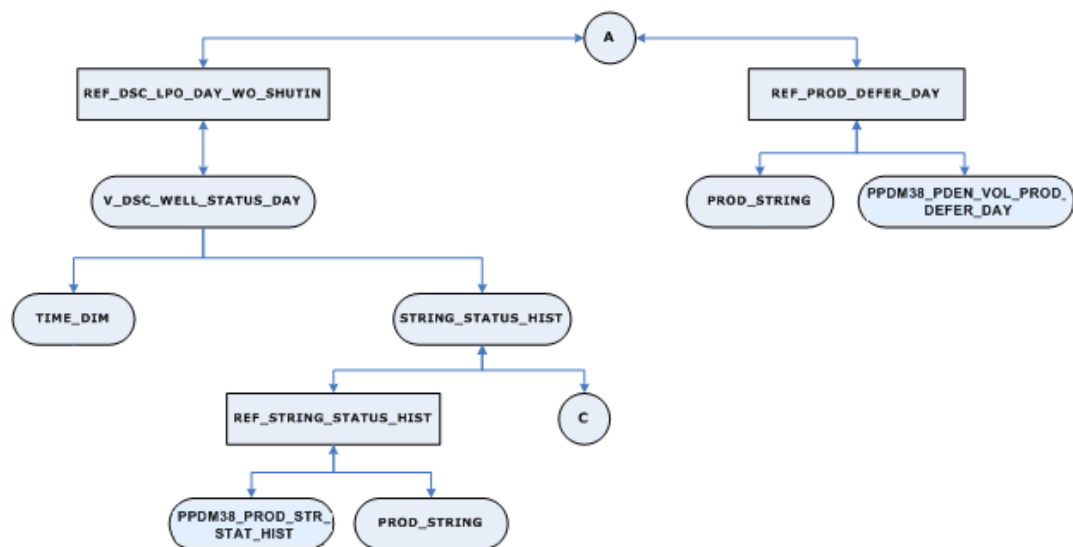 A
REF_DSC_LPO_DAY_WO_SHUTIN
REF_PROD_DEFER_DAY
V_DSC_WELL_STATUS_DAY
PROD_STRING
PPDM38_PDEN_VOL_PROD_
DEFER_DAY
TIME_DIM
STRING_STATUS_HIST
REF_STRING_STATUS_HIST
C
PPDM38_PROD_STR_
STAT_HIST
PROD_STRING